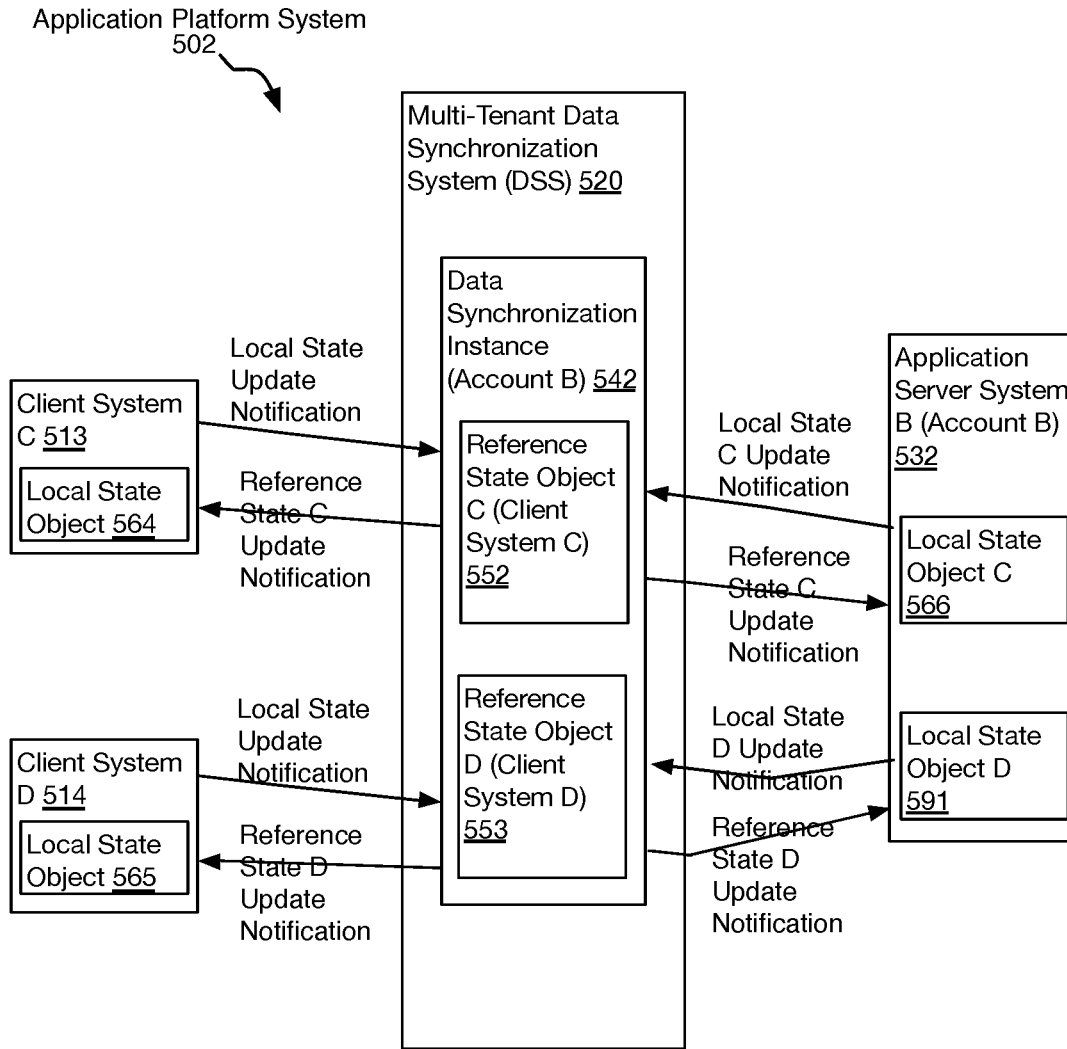 Application Platform System
502
Multi-Tenant Data
Synchronization
System (DSS) 520
Data
Synchronization
Instance
(Account B) 542
Reference
State Object
C (Client
System C)
552
Reference
State Object
D (Client
System D)
553
Client System
C 513
Local State
Object 564
Client System
D 514
Local State
Object 565
Local State
Update
Notification
Reference
State C
Update
Notification
Local State
Update
Notification
Reference
State D
Update
Notification
Local State
C Update
Notification
Reference
State C
Update
Notification
Local State
D Update
Notification
Reference
State D
Update
Notification
Application
Server System
B (Account B)
532
Local State
Object C
566
Local State
Object D
591